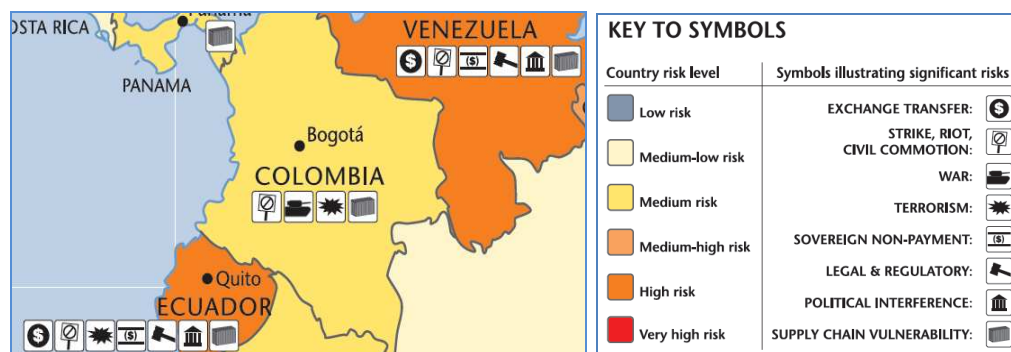 OSTA RICA
Panama
PANAMA
VENEZUELA
Bogotá
COLOMBIA
Quito
ECUADOR
KEY TO SYMBOLS
Country risk level
Symbols illustrating significant risks
Low risk
Medium-low risk
Medium risk
Medium-high risk
High risk
Very high risk
EXCHANGE TRANSFER:
STRIKE, RIOT,
CIVIL COMMOTION:
WAR:
TERRORISM:
SOVEREIGN NON-PAYMENT:
LEGAL & REGULATORY:
POLITICAL INTERFERENCE:
SUPPLY CHAIN VULNERABILITY: